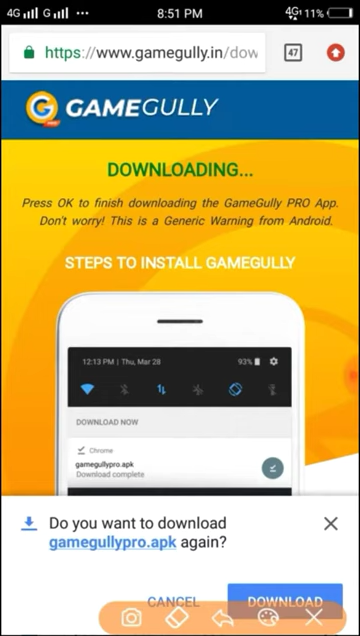 4G G ... 8:51 PM 4G 11%
https://www.gamegully.in/dow 47
G GAMEGULLY
PRO
DOWNLOADING...
Press OK to finish downloading the GameGully PRO App.
Don't worry! This is a Generic Warning from Android.
STEPS TO INSTALL GAMEGULLY
12:13 PM | Thu, Mar 28 93%
DOWNLOAD NOW
Chrome
gamegullypro.apk
Download complete
Do you want to download
gamegullypro.apk again?
CANCEL DOWNLOAD